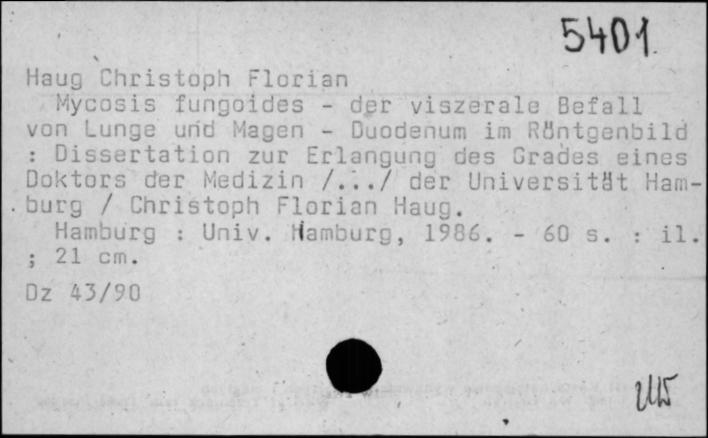 5401
Haug Christoph Florian
Mycosis fungoides - der viszerale Befall
von Lunge und Magen - Duodenum im Röntgenbild
: Dissertation zur Erlangung des Grades eines
Doktors der Medizin /.../ der Universität Ham-
burg / Christoph Florian Haug.
Hamburg : Univ. Hamburg, 1986. - 60 s. : il.
; 21 cm.
Dz 43/90